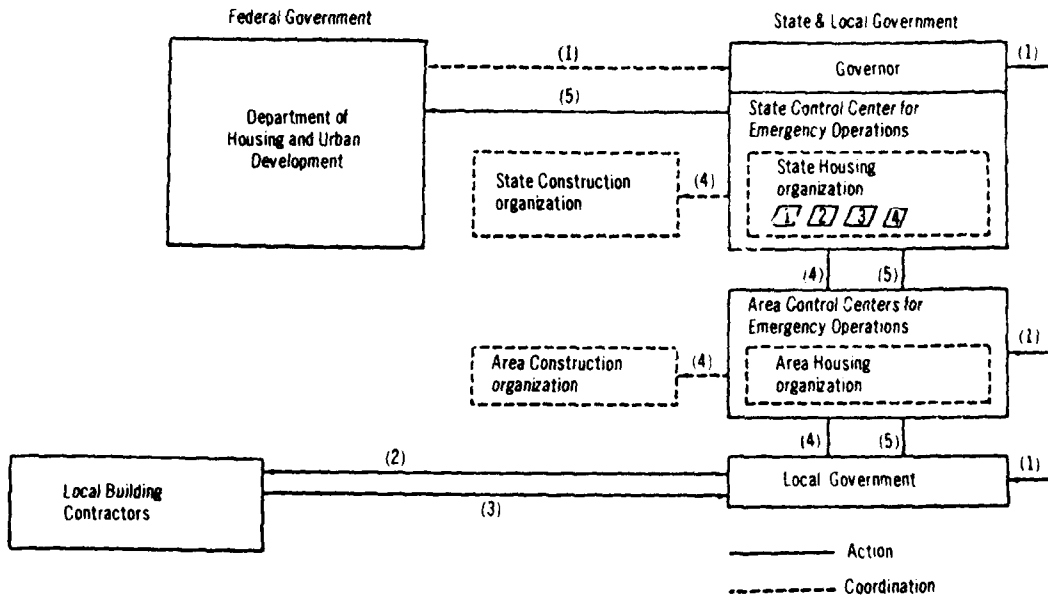 Federal Government
State & Local Government
Department of
Housing and Urban
Development
(1)
(5)
Governor
(1)
State Control Center for
Emergency Operations
State Housing
organization
1 2 3 4
State Construction
organization
(4)
(4) (5)
Area Control Centers for
Emergency Operations
Area Housing
organization
(1)
Area Construction
organization
(4)
(4) (5)
Local Government
(1)
Local Building
Contractors
(2)
(3)
Action
Coordination